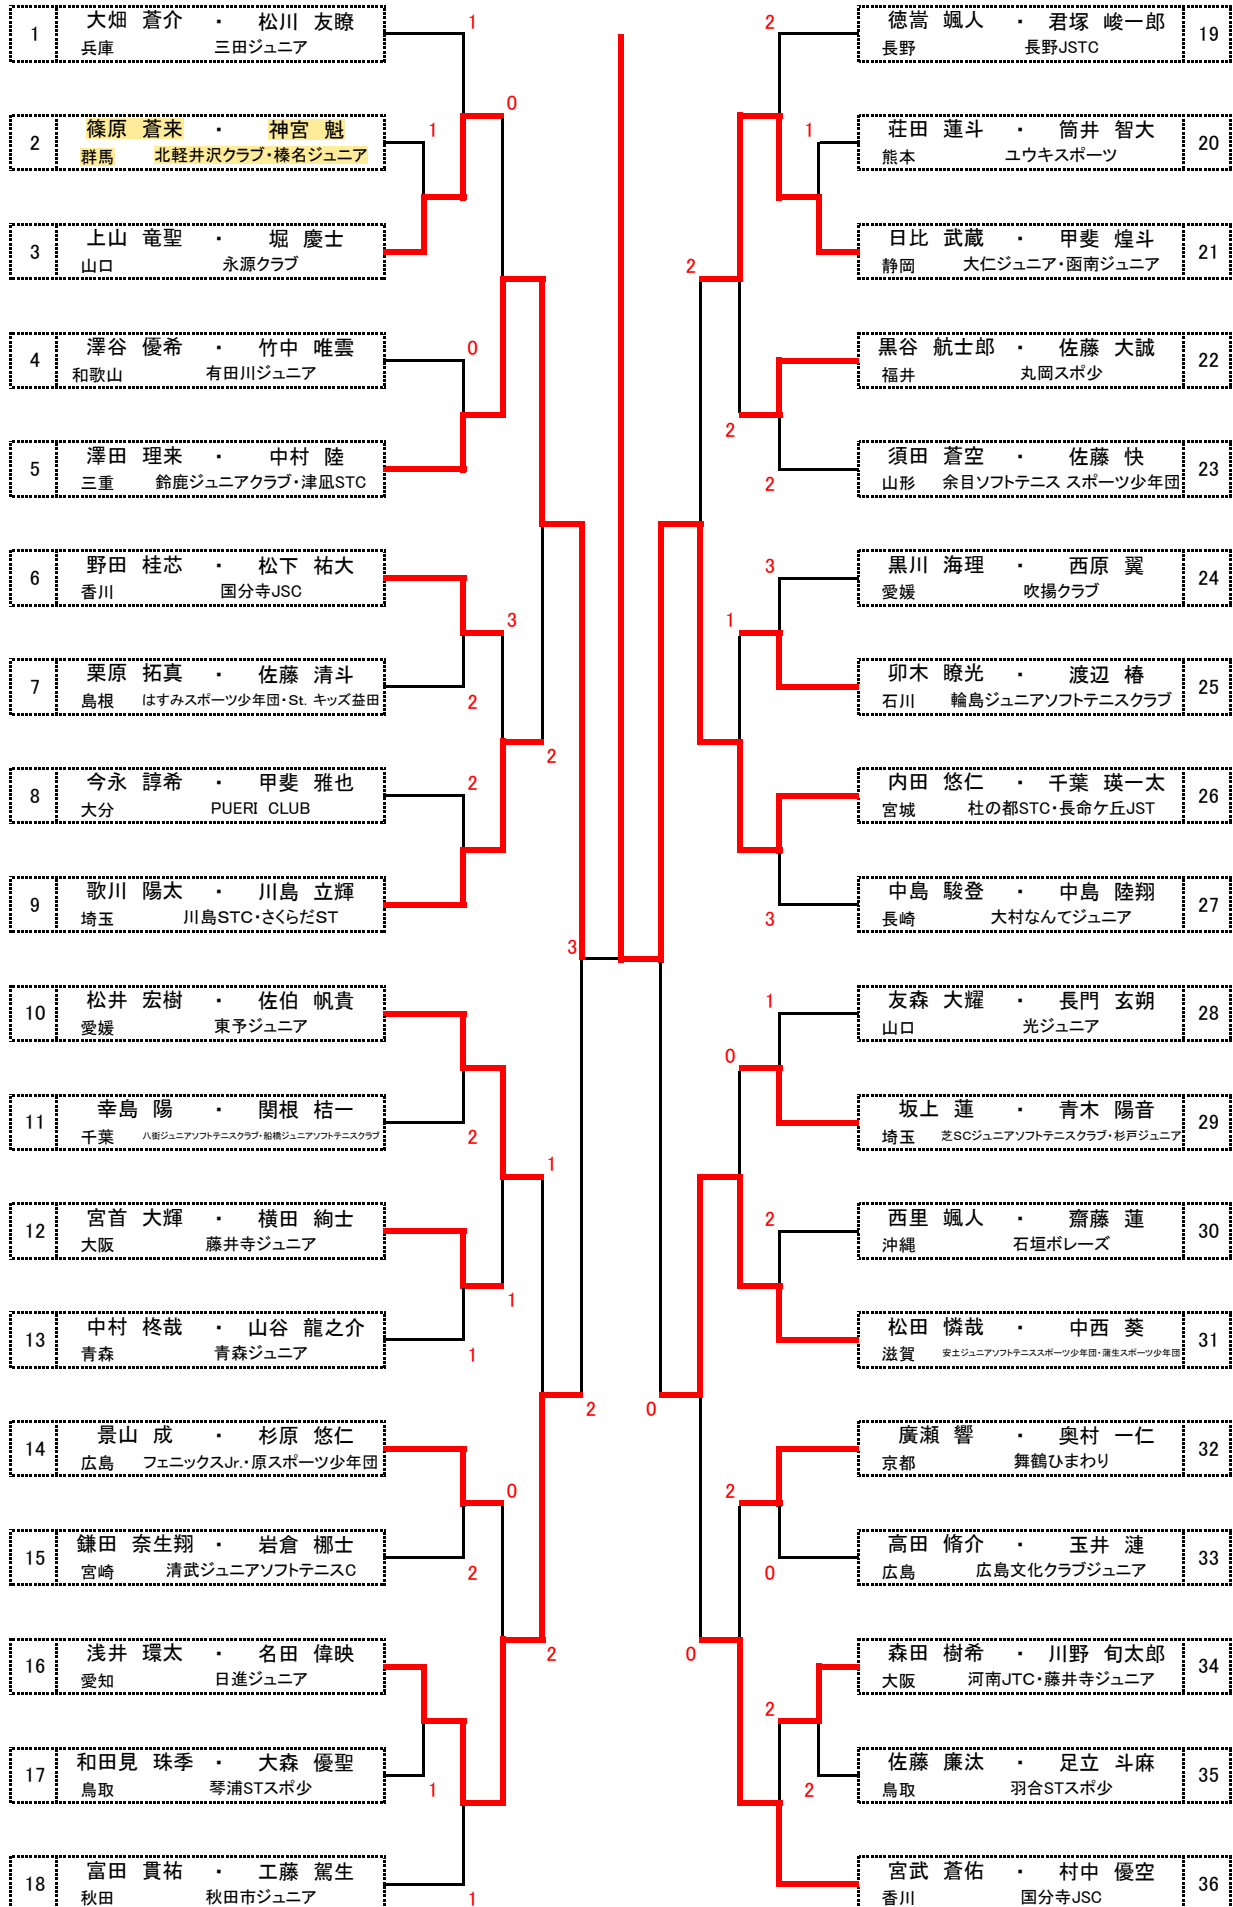 1 大畑 蒼介 ・ 松川 友瞭
兵庫 三田ジュニア
1
0
2 篠原 蒼来 ・ 神宮 魁
群馬 北軽井沢クラブ・榛名ジュニア
1
3 上山 竜聖 ・ 堀 慶士
山口 永源クラブ
4 澤谷 優希 ・ 竹中 唯雲
和歌山 有田川ジュニア
0
5 澤田 理来 ・ 中村 陸
三重 鈴鹿ジュニアクラブ・津凪STC
6 野田 桂芯 ・ 松下 祐大
香川 国分寺JSC
3
7 栗原 拓真 ・ 佐藤 清斗
島根 はすみスポーツ少年団・St. キッズ益田
2
2
8 今永 諄希 ・ 甲斐 雅也
大分 PUERI CLUB
2
9 歌川 陽太 ・ 川島 立輝
埼玉 川島STC・さくらだST
3
10 松井 宏樹 ・ 佐伯 帆貴
愛媛 東予ジュニア
11 幸島 陽 ・ 関根 桔一
千葉 八街ジュニアソフトテニスクラブ・船橋ジュニアソフトテニスクラブ
2
1
12 宮首 大輝 ・ 横田 絢士
大阪 藤井寺ジュニア
1
13 中村 柊哉 ・ 山谷 龍之介
青森 青森ジュニア
1
2
14 景山 成 ・ 杉原 悠仁
広島 フェニックスJr.・原スポーツ少年団
0
15 鎌田 奈生翔 ・ 岩倉 梛士
宮崎 清武ジュニアソフトテニスC
2
16 浅井 環太 ・ 名田 偉映
愛知 日進ジュニア
2
17 和田見 珠季 ・ 大森 優聖
鳥取 琴浦STスポ少
1
18 富田 貫祐 ・ 工藤 駕生
秋田 秋田市ジュニア
1
2
徳嵩 颯人 ・ 君塚 峻一郎 19
長野 長野JSTC
1
荘田 蓮斗 ・ 筒井 智大 20
熊本 ユウキスポーツ
日比 武蔵 ・ 甲斐 煌斗 21
静岡 大仁ジュニア・函南ジュニア
2
黒谷 航士郎 ・ 佐藤 大誠 22
福井 丸岡スポ少
2
須田 蒼空 ・ 佐藤 快 23
山形 余目ソフトテニス スポーツ少年団
2
3
黒川 海理 ・ 西原 翼 24
愛媛 吹揚クラブ
1
卯木 瞭光 ・ 渡辺 椿 25
石川 輪島ジュニアソフトテニスクラブ
内田 悠仁 ・ 千葉 瑛一太 26
宮城 杜の都STC・長命ケ丘JST
中島 駿登 ・ 中島 陸翔 27
長崎 大村なんてジュニア
3
1
友森 大耀 ・ 長門 玄朔 28
山口 光ジュニア
0
坂上 蓮 ・ 青木 陽音 29
埼玉 芝SCジュニアソフトテニスクラブ・杉戸ジュニア
2
西里 颯人 ・ 齋藤 蓮 30
沖縄 石垣ボレーズ
松田 憐哉 ・ 中西 葵 31
滋賀 安土ジュニアソフトテニススポーツ少年団・蒲生スポーツ少年団
0
廣瀬 響 ・ 奥村 一仁 32
京都 舞鶴ひまわり
2
高田 脩介 ・ 玉井 漣 33
広島 広島文化クラブジュニア
0
0
森田 樹希 ・ 川野 旬太郎 34
大阪 河南JTC・藤井寺ジュニア
2
佐藤 廉汰 ・ 足立 斗麻 35
鳥取 羽合STスポ少
2
宮武 蒼佑 ・ 村中 優空 36
香川 国分寺JSC